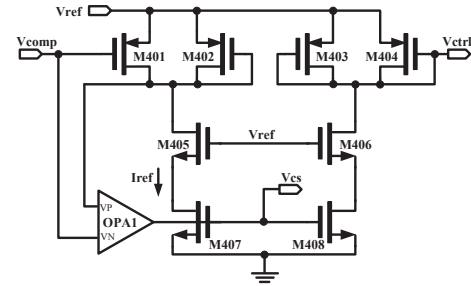 Vref
Vcomp
M401
M402
M403
M404
Vctrl
M405
Vref
M406
Iref
Vcs
VP
OPA1
VN
M407
M408